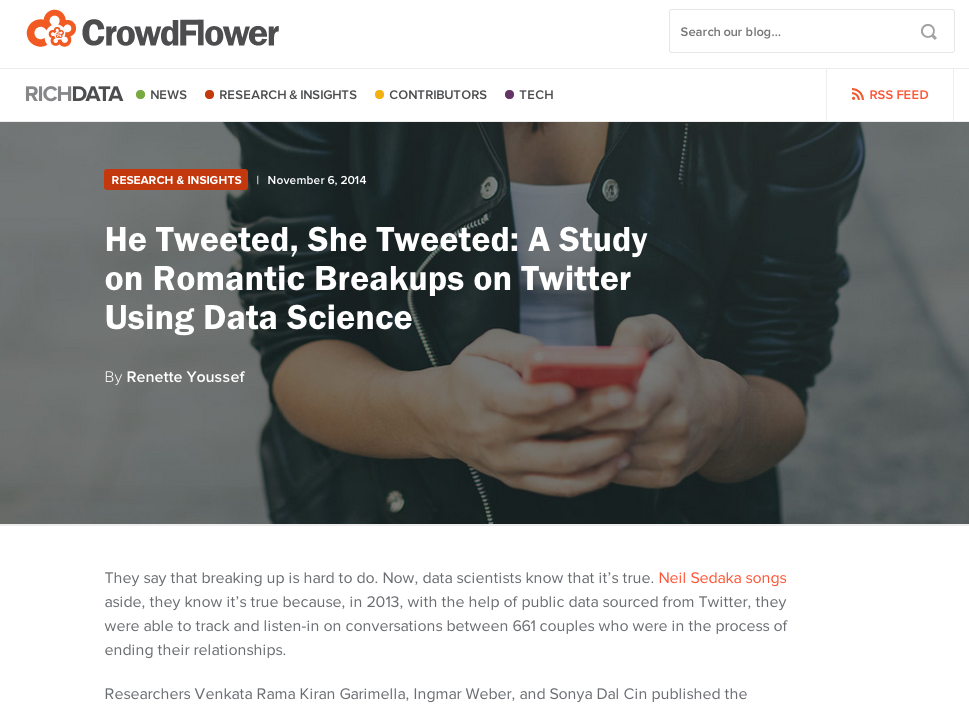 CrowdFlower
Search our blog...
RICHDATA
NEWS
RESEARCH & INSIGHTS
CONTRIBUTORS
TECH
RSS FEED
RESEARCH & INSIGHTS | November 6, 2014
He Tweeted, She Tweeted: A Study
on Romantic Breakups on Twitter
Using Data Science
By Renette Youssef
They say that breaking up is hard to do. Now, data scientists know that it’s true. Neil Sedaka songs
aside, they know it’s true because, in 2013, with the help of public data sourced from Twitter, they
were able to track and listen-in on conversations between 661 couples who were in the process of
ending their relationships.
Researchers Venkata Rama Kiran Garimella, Ingmar Weber, and Sonya Dal Cin published the